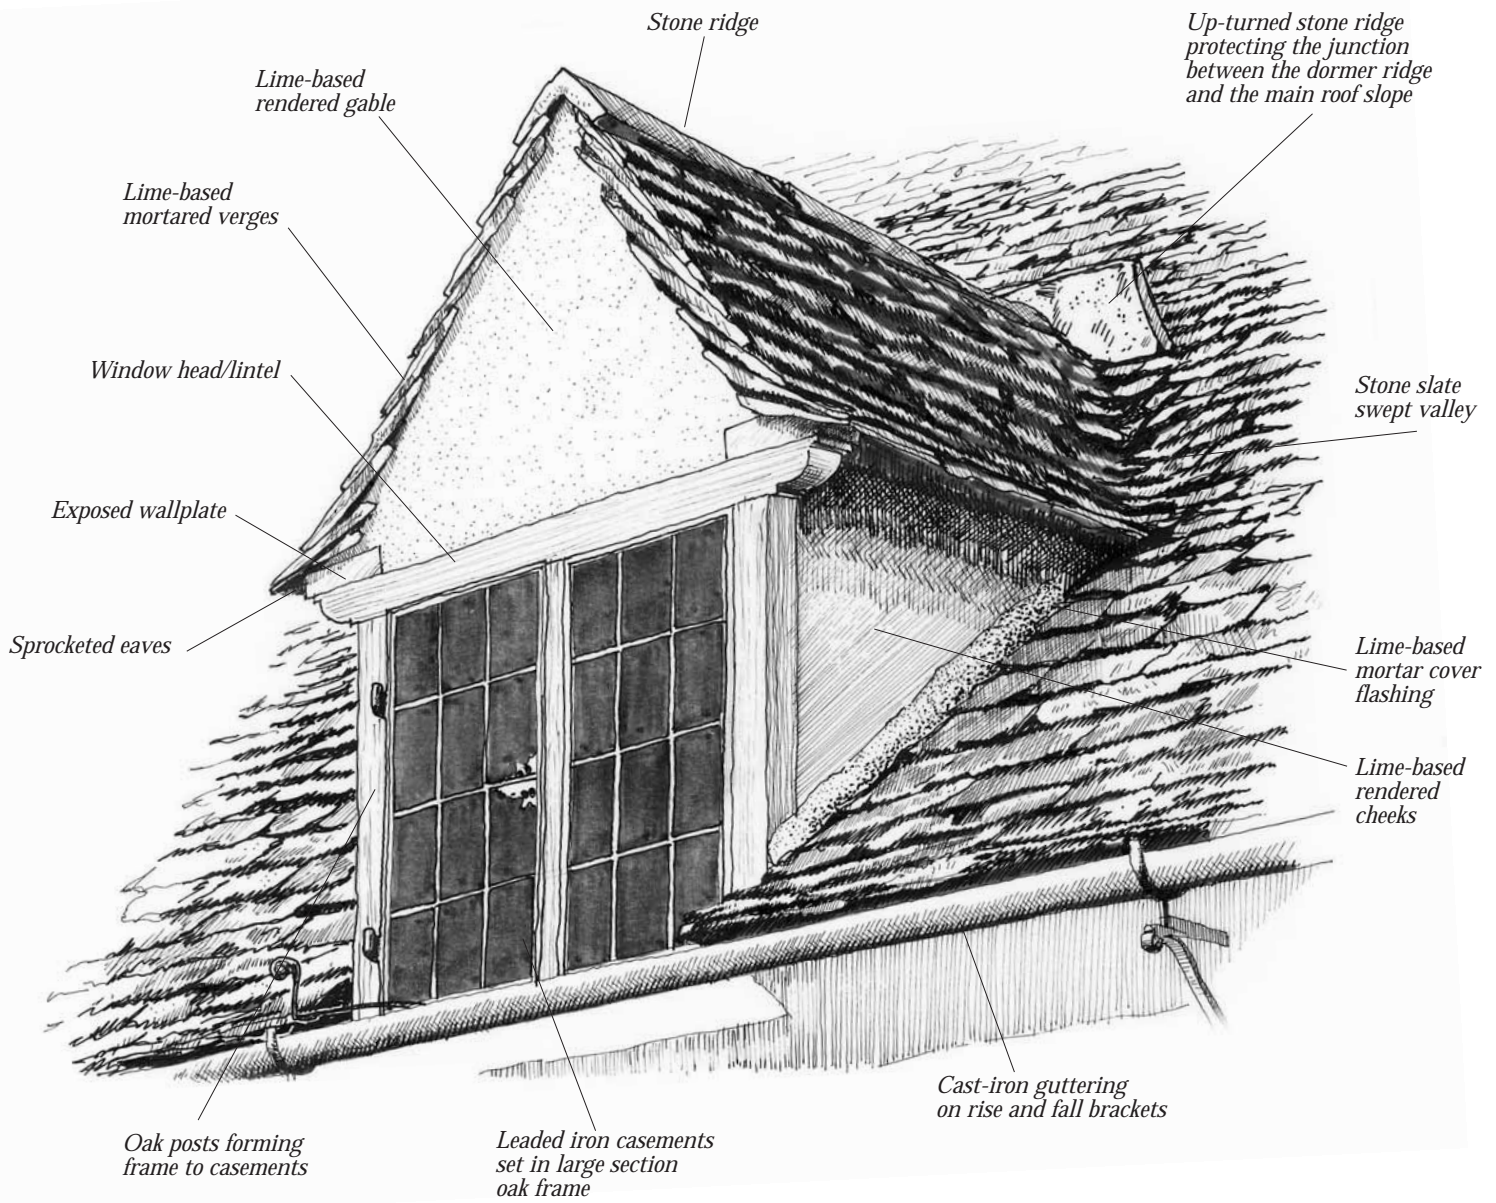 Stone ridge
Up-turned stone ridge
protecting the junction
between the dormer ridge
and the main roof slope
Lime-based
rendered gable
Lime-based
mortared verges
Window head/lintel
Stone slate
swept valley
Exposed wallplate
Sprocketed eaves
Lime-based
mortar cover
flashing
Lime-based
rendered
cheeks
Cast-iron guttering
on rise and fall brackets
Oak posts forming
frame to casements
Leaded iron casements
set in large section
oak frame